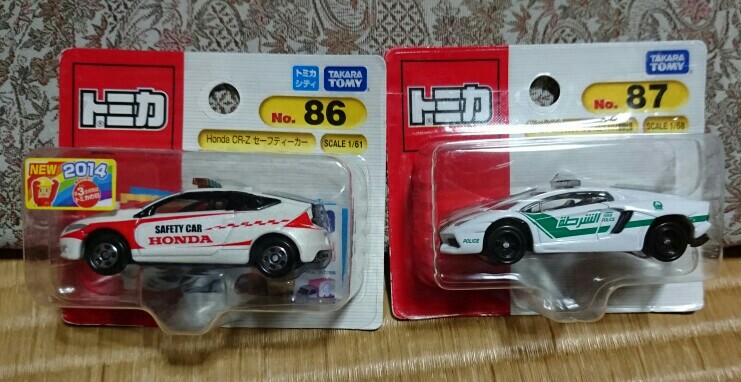 トミカ
トミカ
シティ
TAKARA
TOMY
No. 86
Honda CR-Z セーフティーカー
SCALE 1/61
NEW
2014
SAFETY CAR
HONDA
トミカ
TAKARA
TOMY
No. 87
SCALE 1/68
POLICE
الشرطة
POLICE